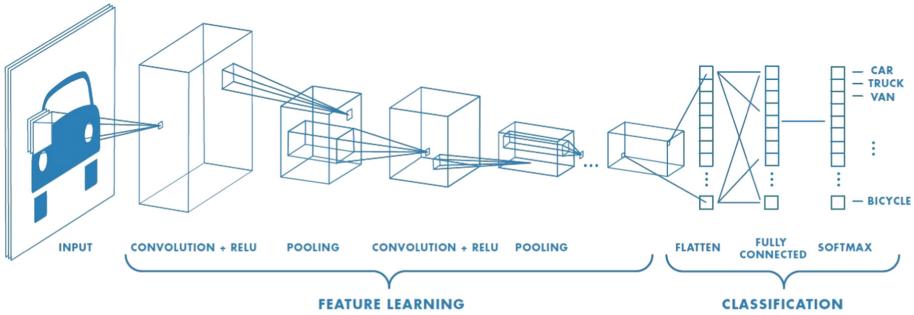 CAR
TRUCK
VAN
BICYCLE
INPUT
CONVOLUTION + RELU
POOLING
CONVOLUTION + RELU
POOLING
FLATTEN
FULLY
CONNECTED
SOFTMAX
FEATURE LEARNING
CLASSIFICATION